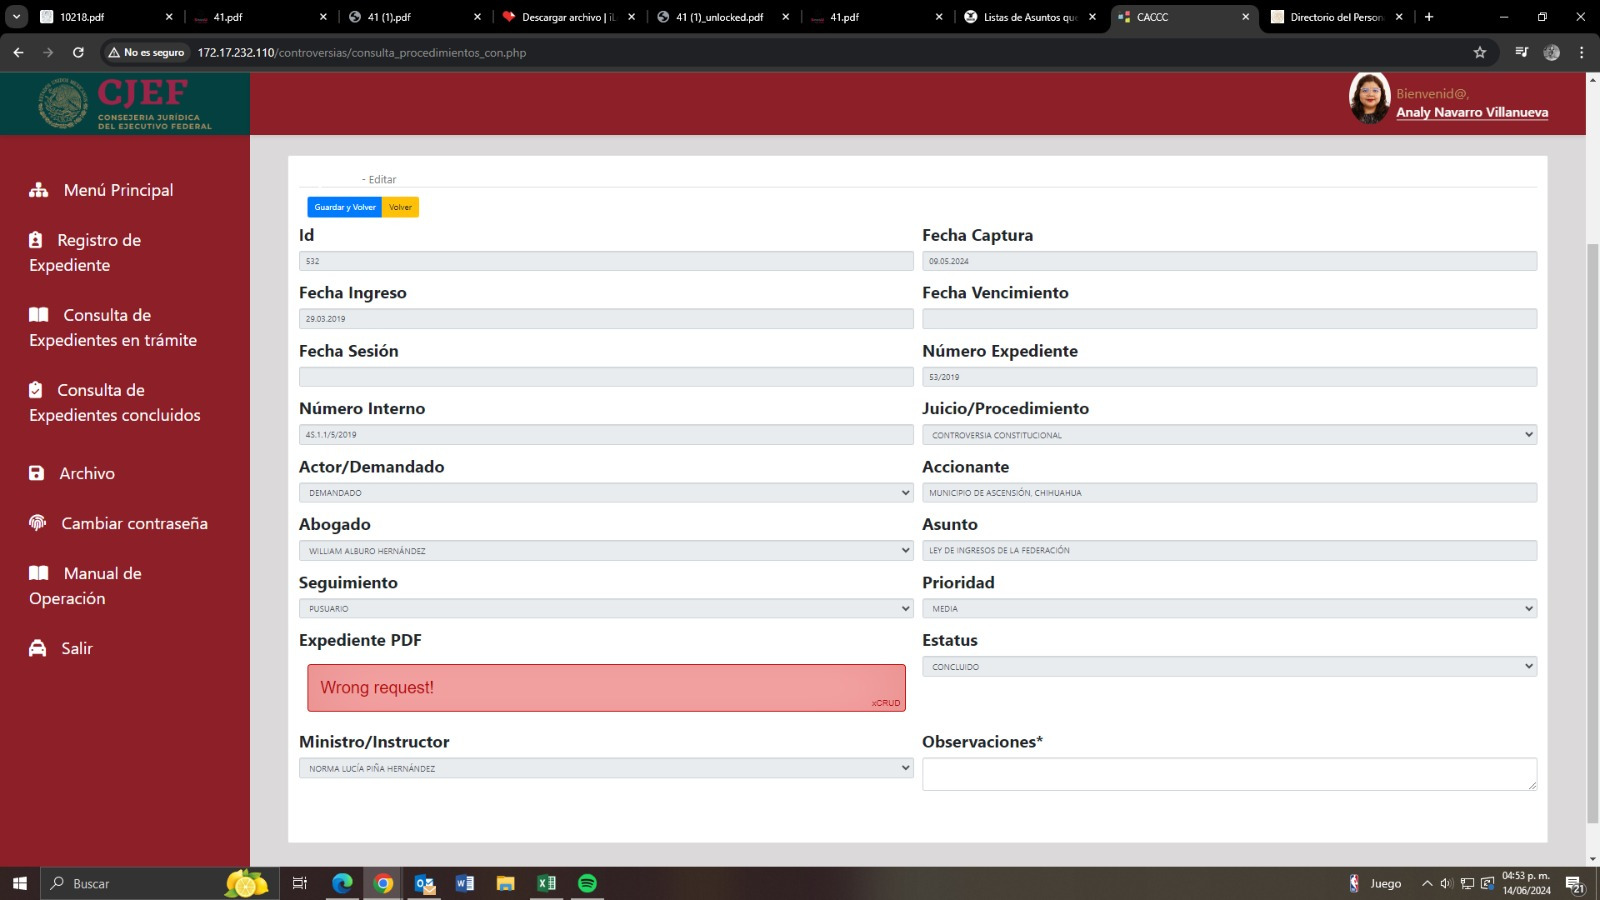 10218.pdf
41.pdf
41 (1).pdf
Descargar archivo | iL
41 (1)_unlocked.pdf
41.pdf
Listas de Asuntos que
CACCC
Directorio del Person
No es seguro
172.17.232.110/controversias/consulta_procedimientos_con.php
CJEF
CONSEJERIA JURÍDICA
DEL EJECUTIVO FEDERAL
Bienvenid@,
Analy Navarro Villanueva
Menú Principal
Registro de
Expediente
Consulta de
Expedientes en trámite
Consulta de
Expedientes concluidos
Archivo
Cambiar contraseña
Manual de
Operación
Salir
- Editar
Guardar y Volver
Volver
Id
532
Fecha Captura
09.05.2024
Fecha Ingreso
29.03.2019
Fecha Vencimiento
Fecha Sesión
Número Expediente
53/2019
Número Interno
4S.1.1/5/2019
Juicio/Procedimiento
CONTROVERSIA CONSTITUCIONAL
Actor/Demandado
DEMANDADO
Accionante
MUNICIPIO DE ASCENSIÓN, CHIHUAHUA
Abogado
WILLIAM ALBURO HERNÁNDEZ
Asunto
LEY DE INGRESOS DE LA FEDERACIÓN
Seguimiento
PUSUARIO
Prioridad
MEDIA
Expediente PDF
Wrong request!
xCRUD
Estatus
CONCLUIDO
Ministro/Instructor
NORMA LUCÍA PIÑA HERNÁNDEZ
Observaciones*
Buscar
Juego
04:53 p. m.
14/06/2024
21